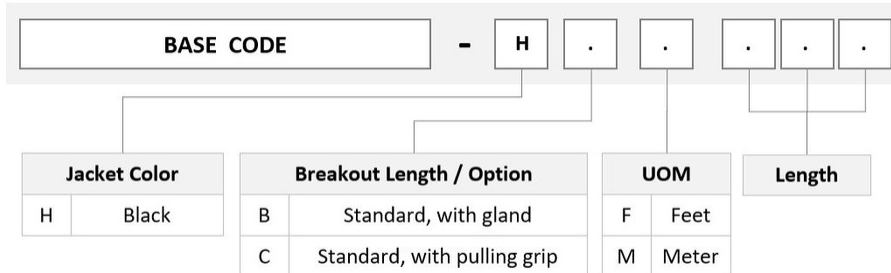 BASE CODE - H . . . . .
Jacket Color Breakout Length / Option UOM Length
H Black B Standard, with gland F Feet
C Standard, with pulling grip M Meter